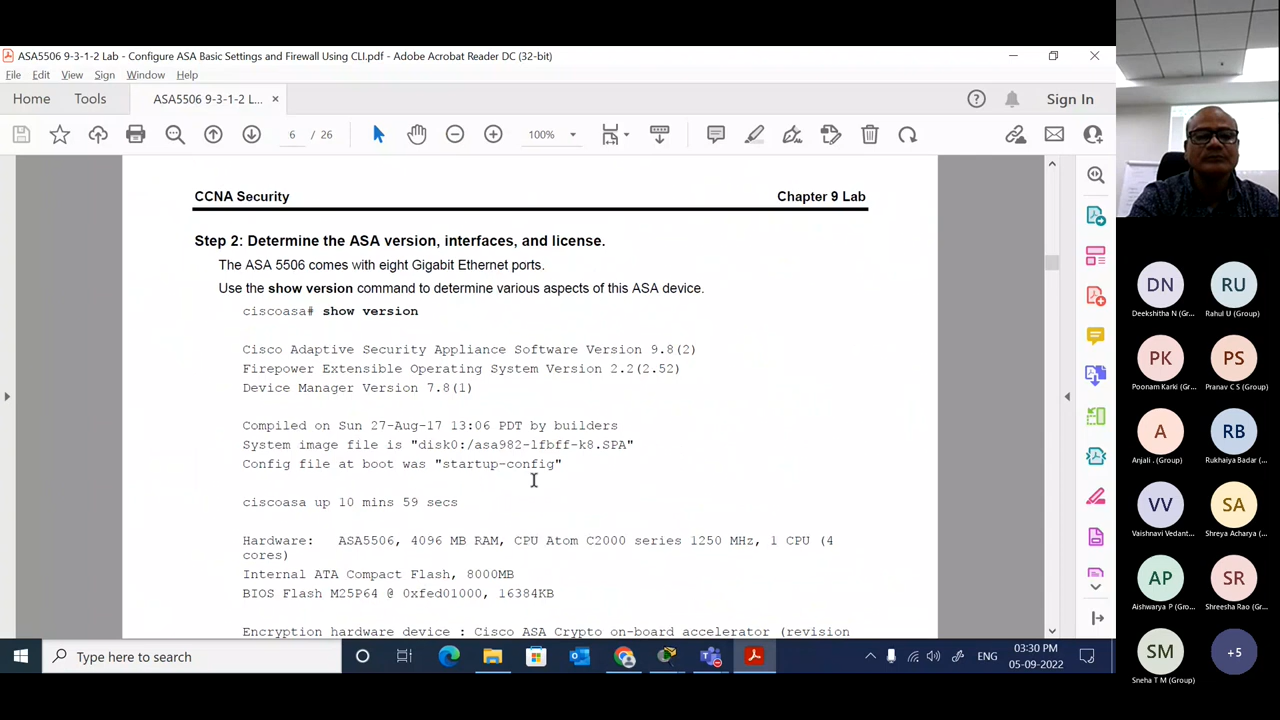 ASA5506 9-3-1-2 Lab - Configure ASA Basic Settings and Firewall Using CLI.pdf - Adobe Acrobat Reader DC (32-bit)
File Edit View Sign Window Help
Home Tools ASA5506 9-3-1-2 L... × Sign In
6 / 26 100%
CCNA Security Chapter 9 Lab
Step 2: Determine the ASA version, interfaces, and license.
The ASA 5506 comes with eight Gigabit Ethernet ports.
Use the show version command to determine various aspects of this ASA device.
ciscoasa# show version
Cisco Adaptive Security Appliance Software Version 9.8(2)
Firepower Extensible Operating System Version 2.2(2.52)
Device Manager Version 7.8(1)
Compiled on Sun 27-Aug-17 13:06 PDT by builders
System image file is "disk0:/asa982-lfbff-k8.SPA"
Config file at boot was "startup-config"
ciscoasa up 10 mins 59 secs
Hardware: ASA5506, 4096 MB RAM, CPU Atom C2000 series 1250 MHz, 1 CPU (4
cores)
Internal ATA Compact Flash, 8000MB
BIOS Flash M25P64 @ 0xfed01000, 16384KB
Encryption hardware device : Cisco ASA Crypto on-board accelerator (revision
Type here to search
ENG
03:30 PM
05-09-2022
DN RU
Deekshitha N (Gr... Rahul U (Group)
PK PS
Poonam Karki (Gr... Pranav C S (Group)
A RB
Anjali . (Group) Rukhaiya Badar (...
VV SA
Vaishnavi Vedant... Shreya Acharya (...
AP SR
Aishwarya P (Gro... Shreesha Rao (Gr...
SM +5
Sneha T M (Group)